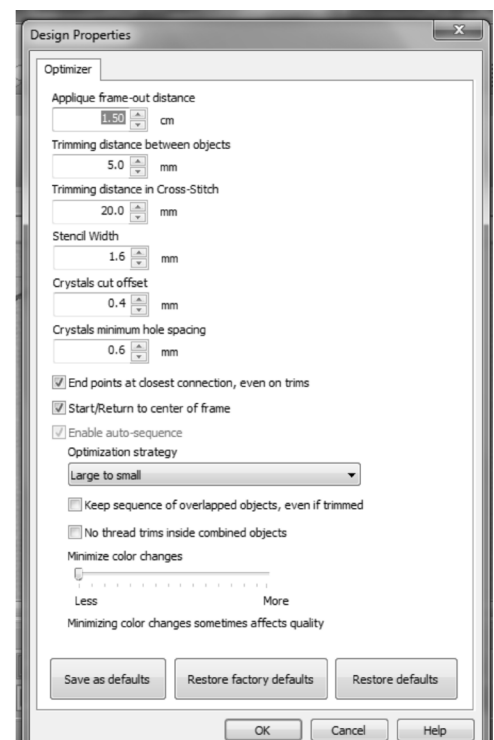 Design Properties
x
Optimizer
Applique frame-out distance
1.50 cm
Trimming distance between objects
5.0 mm
Trimming distance in Cross-Stitch
20.0 mm
Stencil Width
1.6 mm
Crystals cut offset
0.4 mm
Crystals minimum hole spacing
0.6 mm
End points at closest connection, even on trims
Start/Return to center of frame
Enable auto-sequence
Optimization strategy
Large to small
Keep sequence of overlapped objects, even if trimmed
No thread trims inside combined objects
Minimize color changes
Less More
Minimizing color changes sometimes affects quality
Save as defaults Restore factory defaults Restore defaults
OK Cancel Help